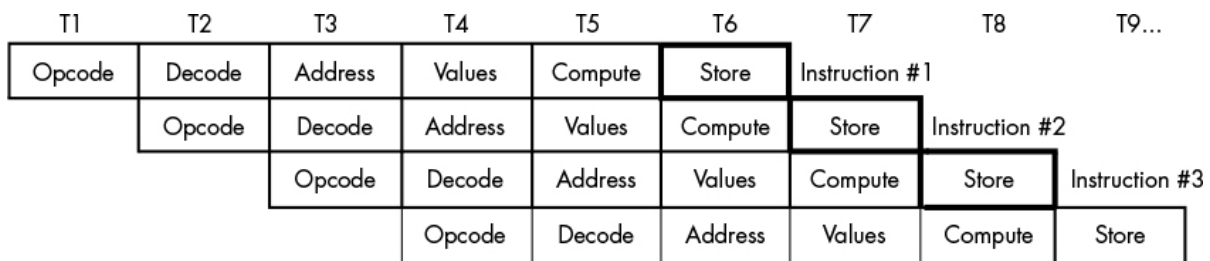 T1 T2 T3 T4 T5 T6 T7 T8 T9...
Opcode Decode Address Values Compute Store Instruction #1
Opcode Decode Address Values Compute Store Instruction #2
Opcode Decode Address Values Compute Store Instruction #3
Opcode Decode Address Values Compute Store